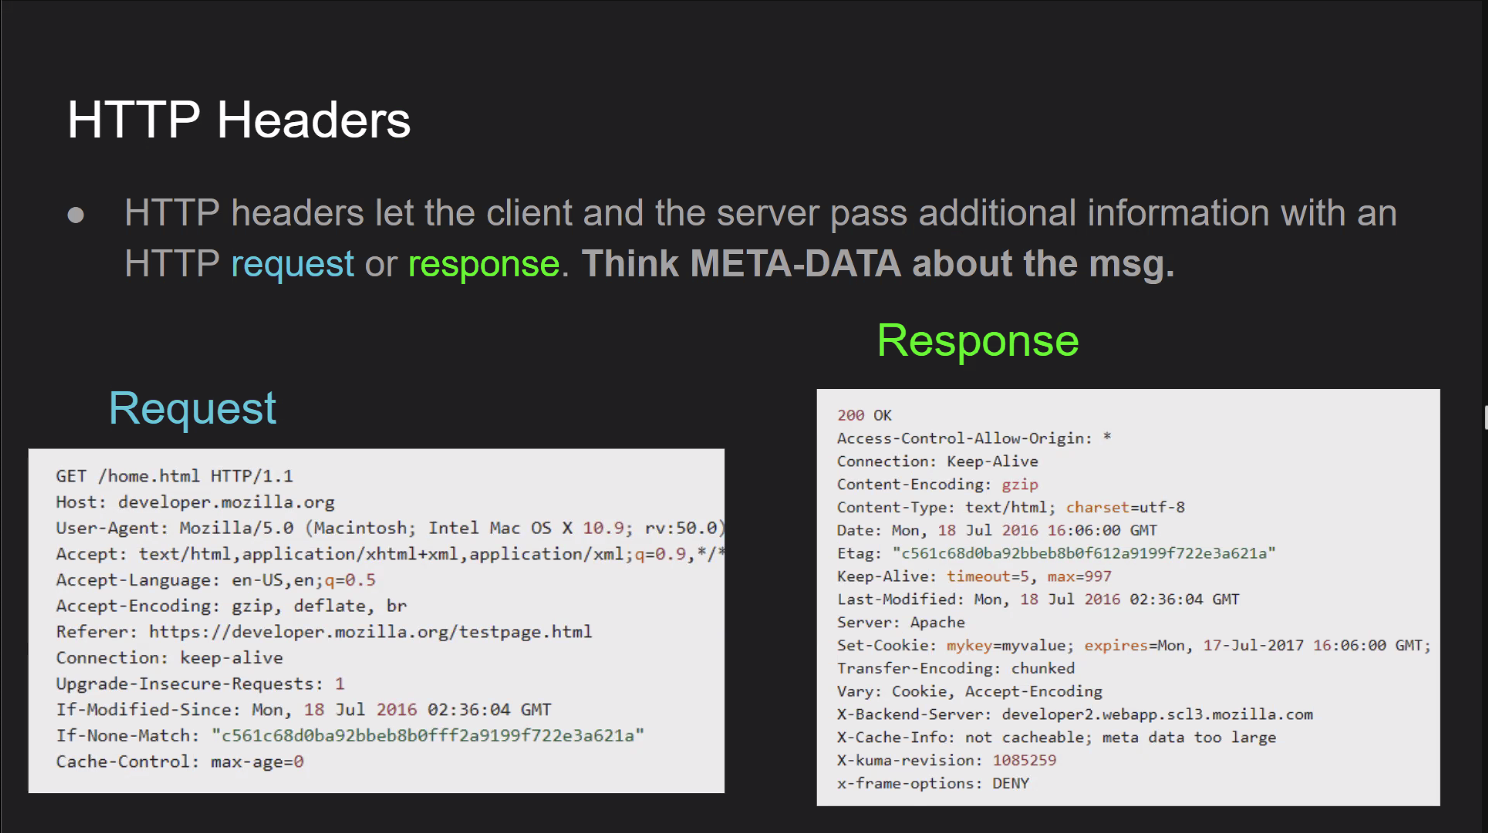 HTTP Headers
● HTTP headers let the client and the server pass additional information with an
HTTP request or response. Think META-DATA about the msg.
Request
GET /home.html HTTP/1.1
Host: developer.mozilla.org
User-Agent: Mozilla/5.0 (Macintosh; Intel Mac OS X 10.9; rv:50.0)
Accept: text/html,application/xhtml+xml,application/xml;q=0.9,*/*
Accept-Language: en-US,en;q=0.5
Accept-Encoding: gzip, deflate, br
Referer: https://developer.mozilla.org/testpage.html
Connection: keep-alive
Upgrade-Insecure-Requests: 1
If-Modified-Since: Mon, 18 Jul 2016 02:36:04 GMT
If-None-Match: "c561c68d0ba92bbeb8b0fff2a9199f722e3a621a"
Cache-Control: max-age=0
Response
200 OK
Access-Control-Allow-Origin: *
Connection: Keep-Alive
Content-Encoding: gzip
Content-Type: text/html; charset=utf-8
Date: Mon, 18 Jul 2016 16:06:00 GMT
Etag: "c561c68d0ba92bbeb8b0f612a9199f722e3a621a"
Keep-Alive: timeout=5, max=997
Last-Modified: Mon, 18 Jul 2016 02:36:04 GMT
Server: Apache
Set-Cookie: mykey=myvalue; expires=Mon, 17-Jul-2017 16:06:00 GMT;
Transfer-Encoding: chunked
Vary: Cookie, Accept-Encoding
X-Backend-Server: developer2.webapp.scl3.mozilla.com
X-Cache-Info: not cacheable; meta data too large
X-kuma-revision: 1085259
x-frame-options: DENY